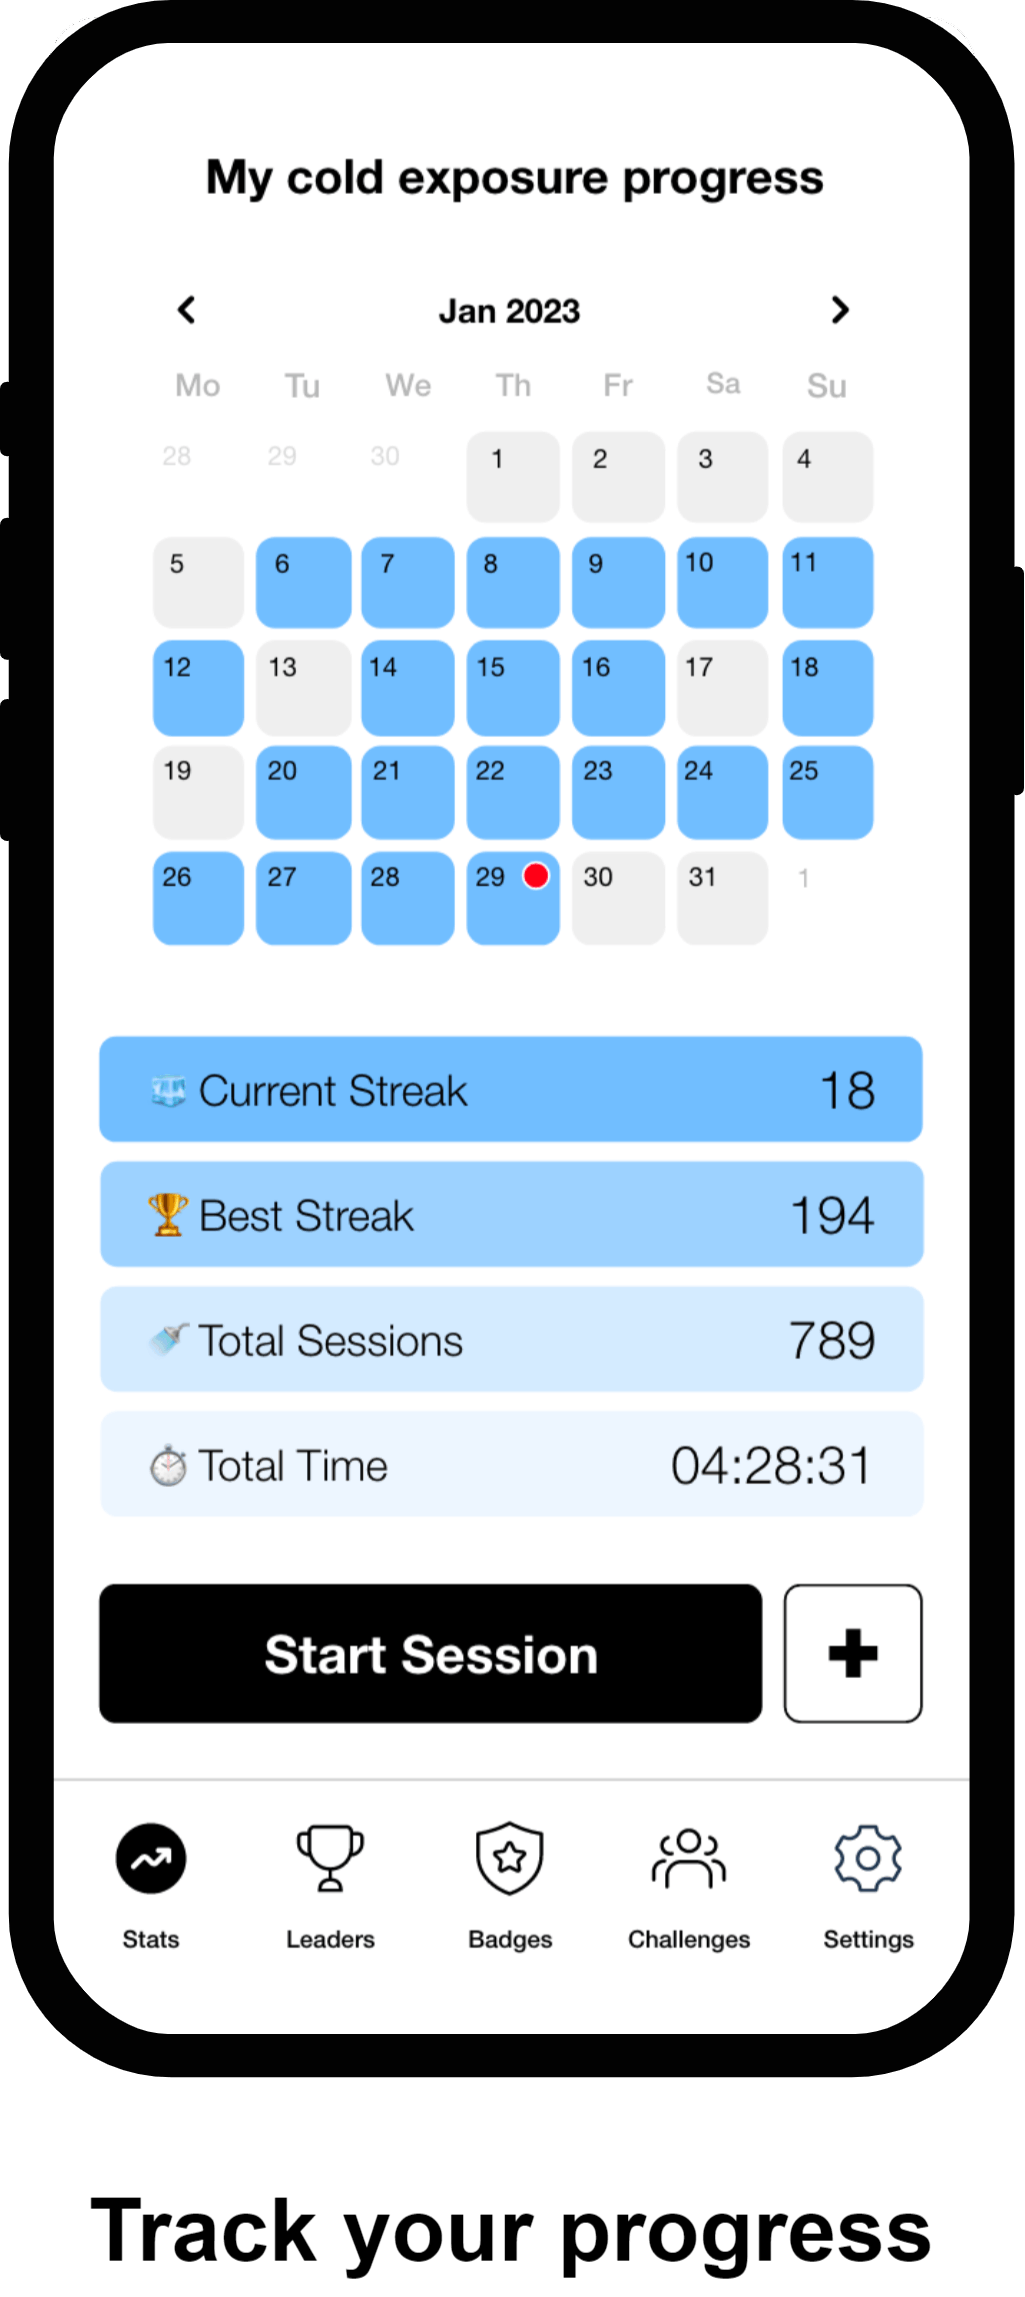 My cold exposure progress
Jan 2023
Mo Tu We Th Fr Sa Su
28 29 30 1 2 3 4
5 6 7 8 9 10 11
12 13 14 15 16 17 18
19 20 21 22 23 24 25
26 27 28 29 30 31 1
Current Streak 18
Best Streak 194
Total Sessions 789
Total Time 04:28:31
Start Session
Stats Leaders Badges Challenges Settings
Track your progress